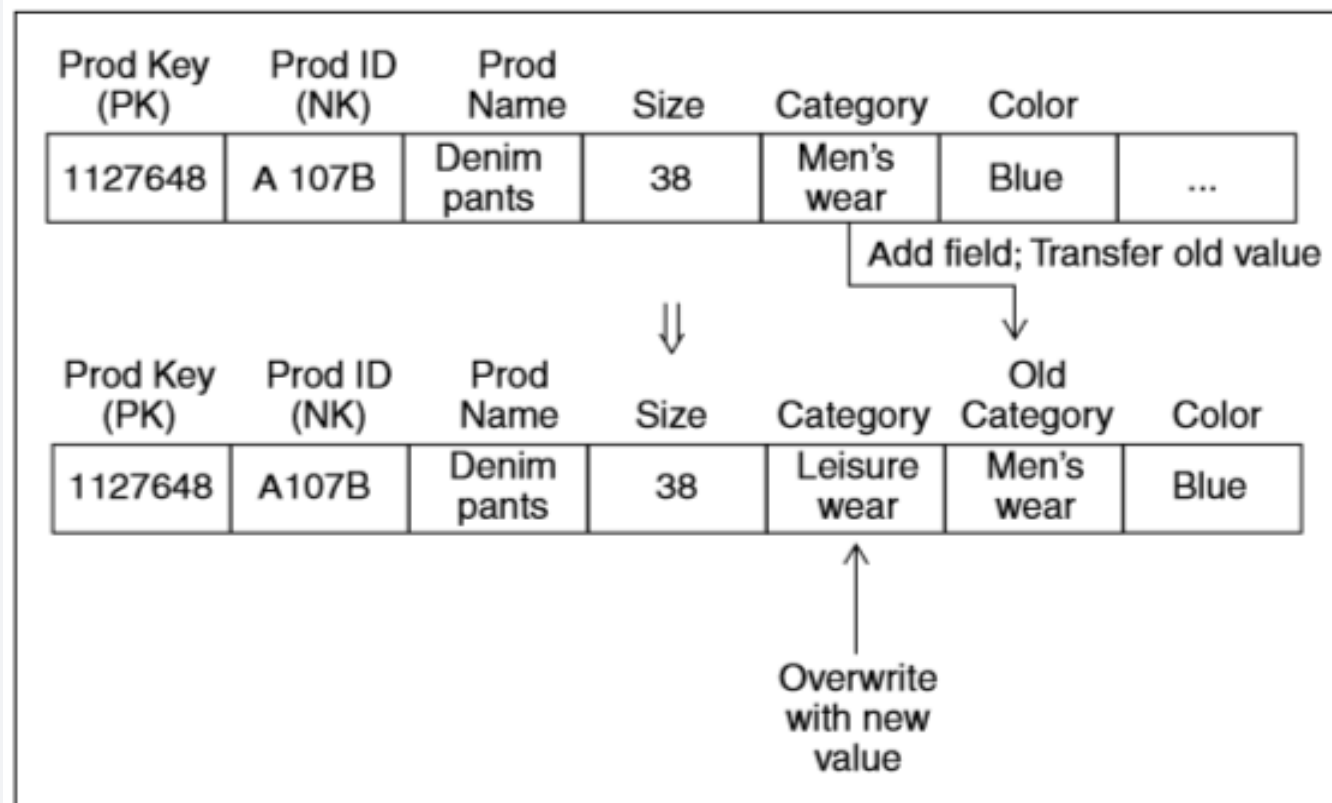 Prod Key Prod ID Prod
(PK) (NK) Name Size Category Color
1127648 A 107B Denim pants 38 Men's wear Blue ...
Add field; Transfer old value
Prod Key Prod ID Prod Old
(PK) (NK) Name Size Category Category Color
1127648 A107B Denim pants 38 Leisure wear Men's wear Blue
Overwrite
with new
value